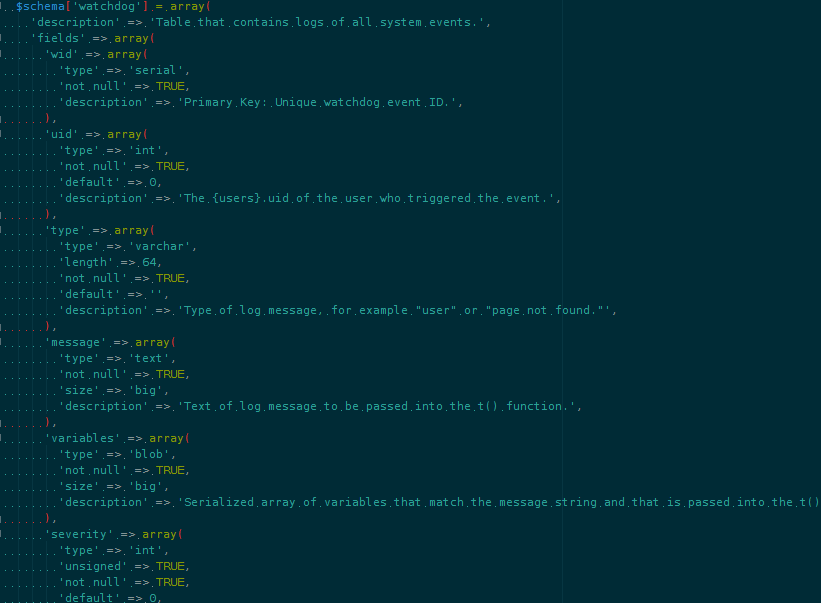 $schema['watchdog'] = array(
  'description' => 'Table that contains logs of all system events.',
  'fields' => array(
    'wid' => array(
      'type' => 'serial',
      'not null' => TRUE,
      'description' => 'Primary Key: Unique watchdog event ID.',
    ),
    'uid' => array(
      'type' => 'int',
      'not null' => TRUE,
      'default' => 0,
      'description' => 'The {users}.uid of the user who triggered the event.',
    ),
    'type' => array(
      'type' => 'varchar',
      'length' => 64,
      'not null' => TRUE,
      'default' => '',
      'description' => 'Type of log message, for example "user" or "page not found."',
    ),
    'message' => array(
      'type' => 'text',
      'not null' => TRUE,
      'size' => 'big',
      'description' => 'Text of log message to be passed into the t() function.',
    ),
    'variables' => array(
      'type' => 'blob',
      'not null' => TRUE,
      'size' => 'big',
      'description' => 'Serialized array of variables that match the message string and that is passed into the t()
    ),
    'severity' => array(
      'type' => 'int',
      'unsigned' => TRUE,
      'not null' => TRUE,
      'default' => 0,